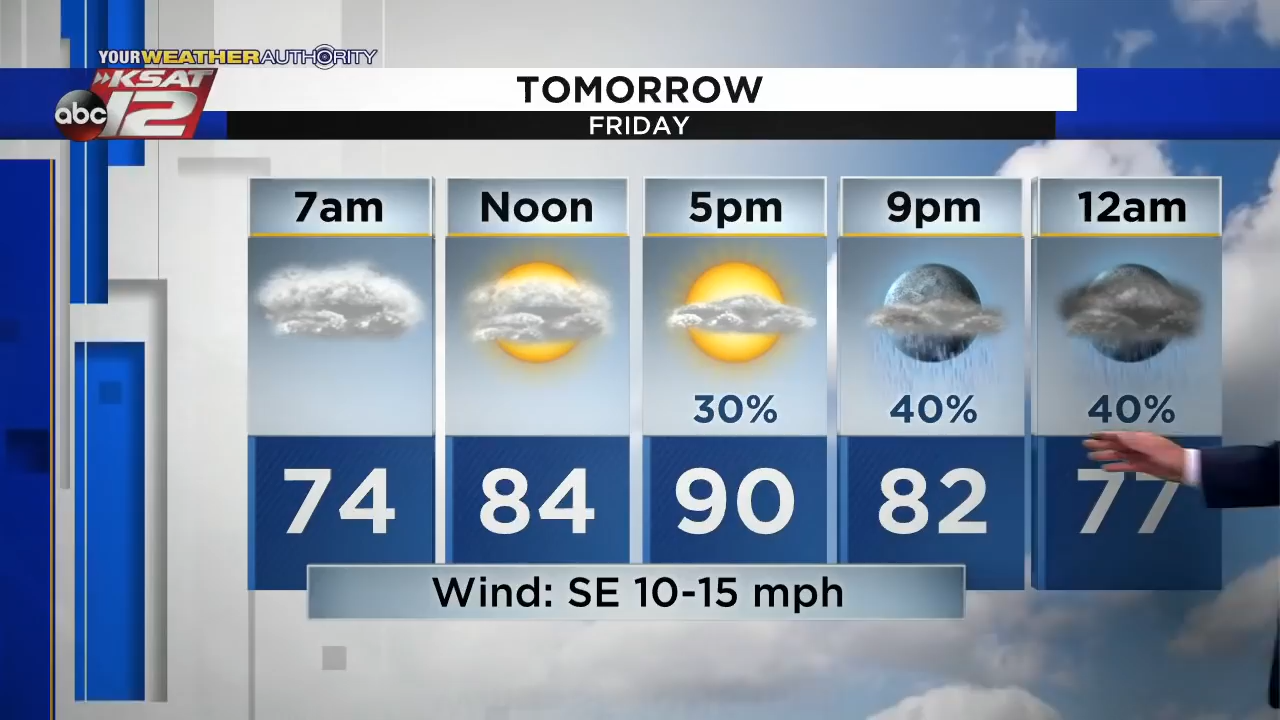 YOURWEATHERAUTHORITY
KSAT
abc 12
TOMORROW
FRIDAY
7am Noon 5pm 9pm 12am
30% 40% 40%
74 84 90 82 77
Wind: SE 10-15 mph